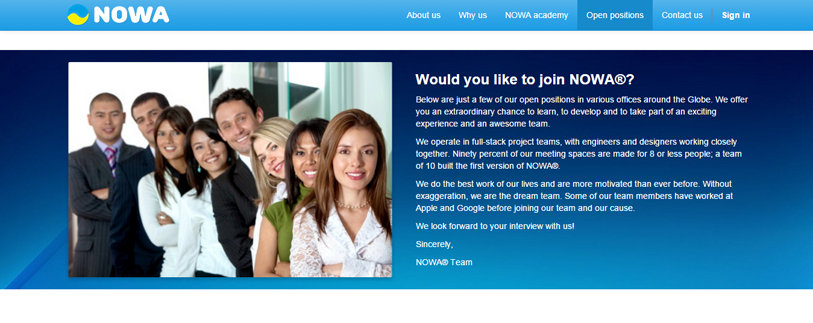 NOWA
About us
Why us
NOWA academy
Open positions
Contact us
Sign in
Would you like to join NOWA®?
Below are just a few of our open positions in various offices around the Globe. We offer
you an extraordinary chance to learn, to develop and to take part of an exciting
experience and an awesome team.
We operate in full-stack project teams, with engineers and designers working closely
together. Ninety percent of our meeting spaces are made for 8 or less people; a team
of 10 built the first version of NOWA®.
We do the best work of our lives and are more motivated than ever before. Without
exaggeration, we are the dream team. Some of our team members have worked at
Apple and Google before joining our team and our cause.
We look forward to your interview with us!
Sincerely,
NOWA® Team